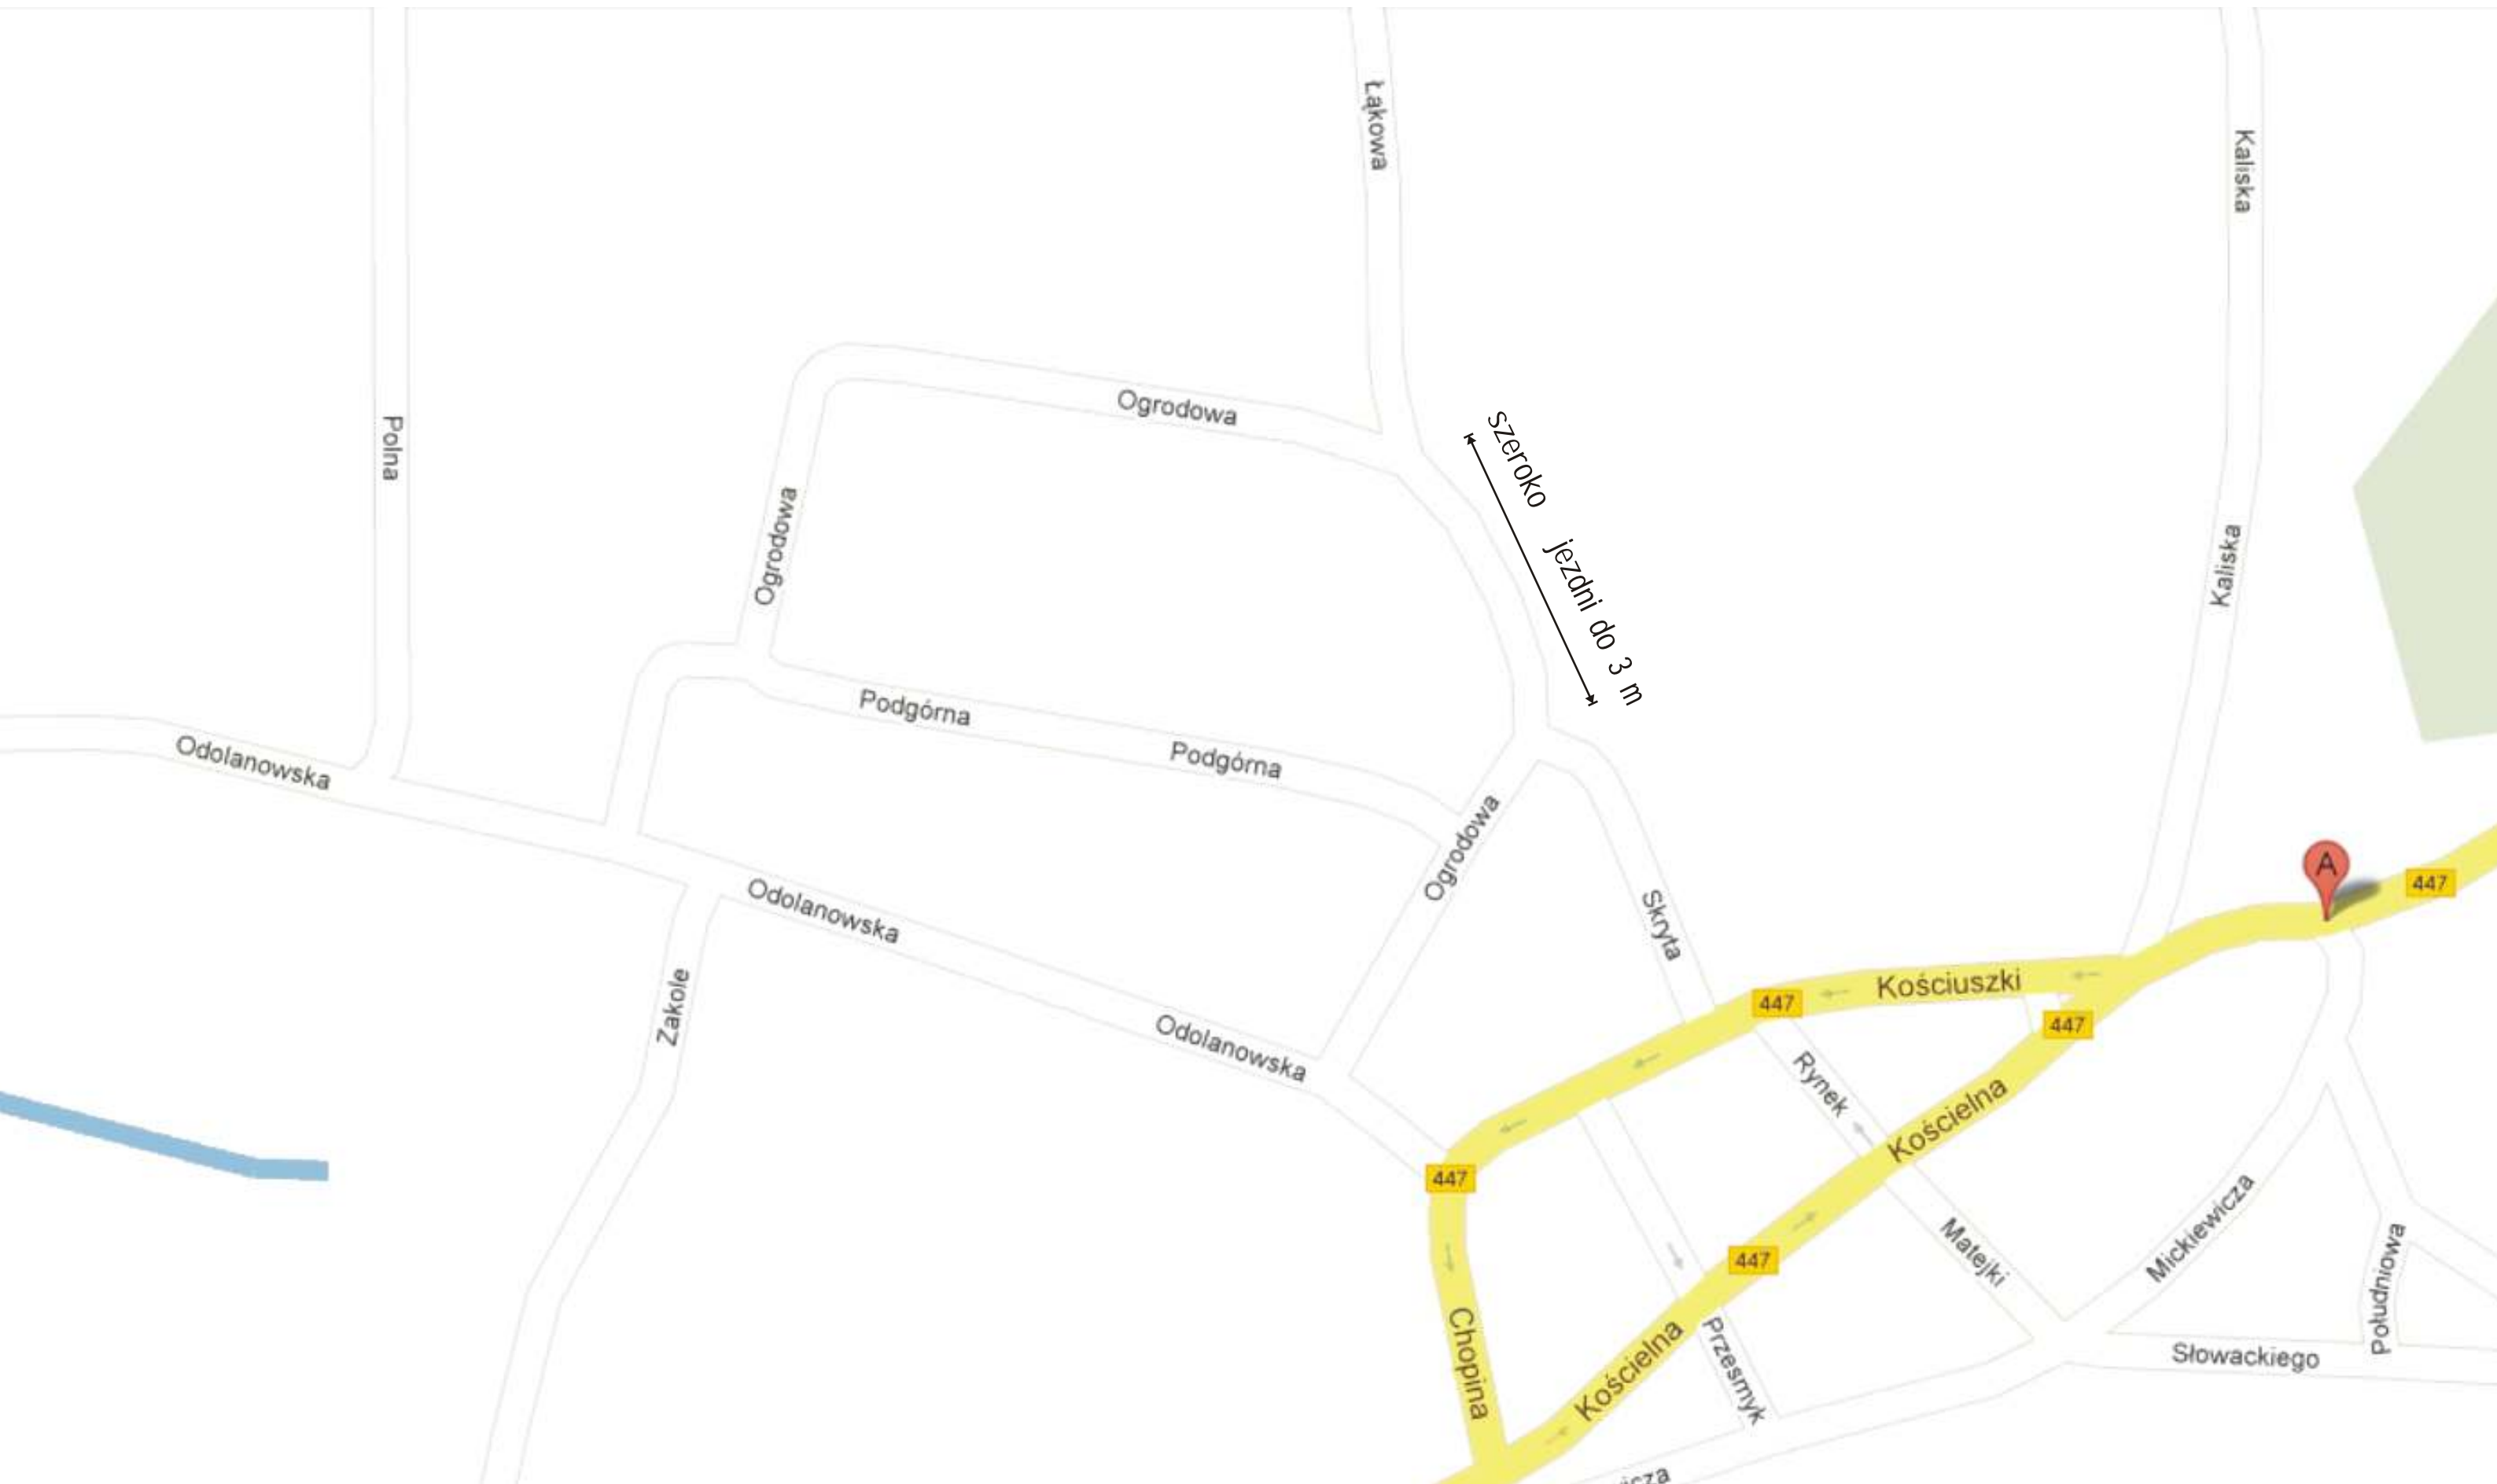 Łąkowa
Kaliska
Ogrodowa
Polna
szeroko jezdni do 3 m
Ogrodowa
Kaliska
Podgórna
Podgórna
Odolanowska
Ogrodowa
A
447
Odolanowska
Skryta
Zakole
Kościuszki
447
447
Odolanowska
Rynek
Kościelna
447
Matejki
Mickiewicza
447
Południowa
Chopina
Kościelna
Przesmyk
Słowackiego
icza